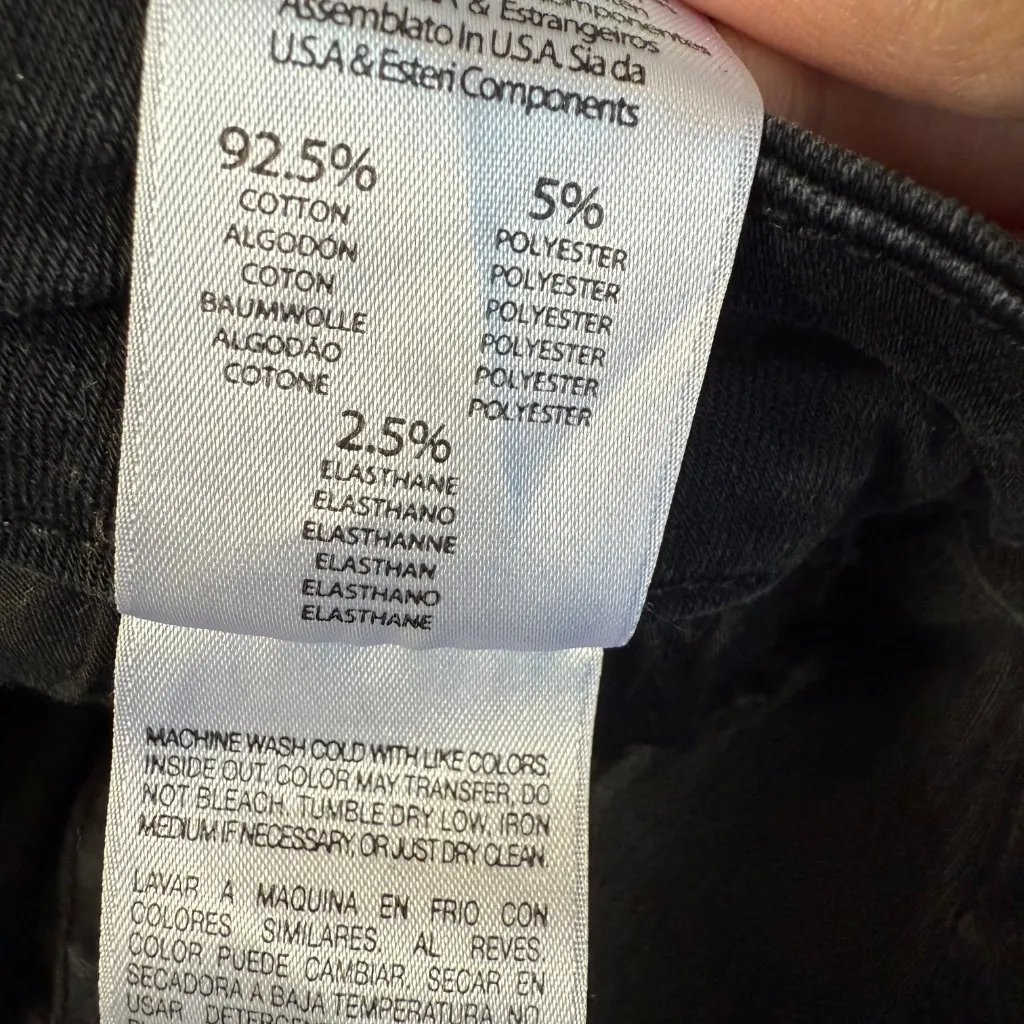 & Estrangeiros
Assemblato In U.S.A. Sia da
U.S.A & Esteri Components
92.5%
COTTON
ALGODÓN
COTON
BAUMWOLLE
ALGODÃO
COTONE
5%
POLYESTER
POLYESTER
POLYESTER
POLYESTER
POLYESTER
POLYESTER
2.5%
ELASTHANE
ELASTHANO
ELASTHANNE
ELASTHAN
ELASTHANO
ELASTHANE
MACHINE WASH COLD WITH LIKE COLORS,
INSIDE OUT, COLOR MAY TRANSFER, DO
NOT BLEACH, TUMBLE DRY LOW, IRON
MEDIUM IF NECESSARY, OR JUST DRY CLEAN.
LAVAR A MAQUINA EN FRIO CON
COLORES SIMILARES, AL REVES,
COLOR PUEDE CAMBIAR, SECAR EN
SECADORA A BAJA TEMPERATURA, NO
USAR